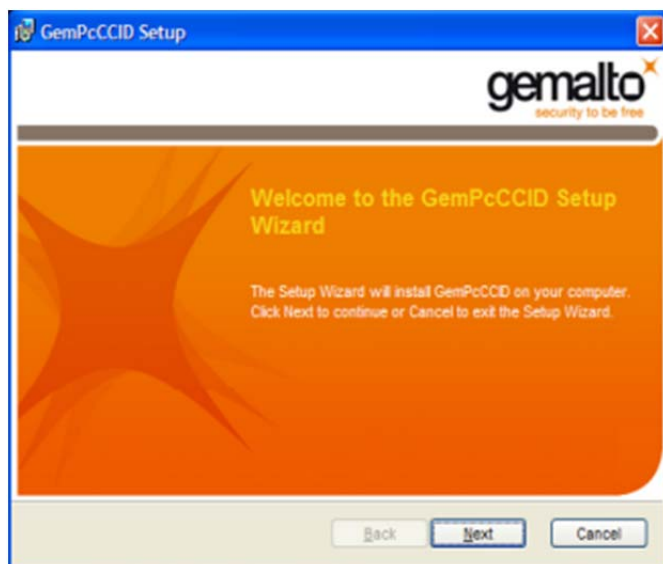 GemPcCCID Setup
gemalto
security to be free
Welcome to the GemPcCCID Setup
Wizard
The Setup Wizard will install GemPcCCID on your computer.
Click Next to continue or Cancel to exit the Setup Wizard.
Back
Next
Cancel